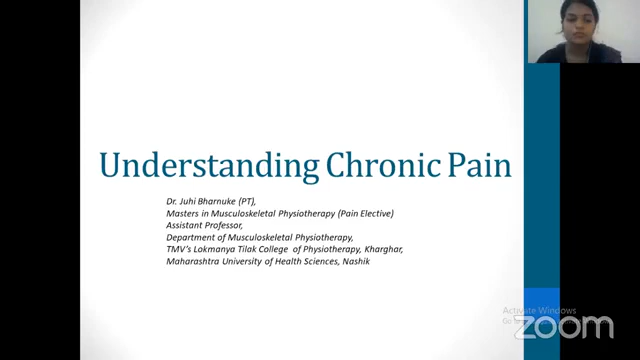 Understanding Chronic Pain
Dr. Juhi Bharnuke (PT),
Masters in Musculoskeletal Physiotherapy (Pain Elective)
Assistant Professor,
Department of Musculoskeletal Physiotherapy,
TMV's Lokmanya Tilak College of Physiotherapy, Kharghar,
Maharashtra University of Health Sciences, Nashik
Activate Windows
zoom